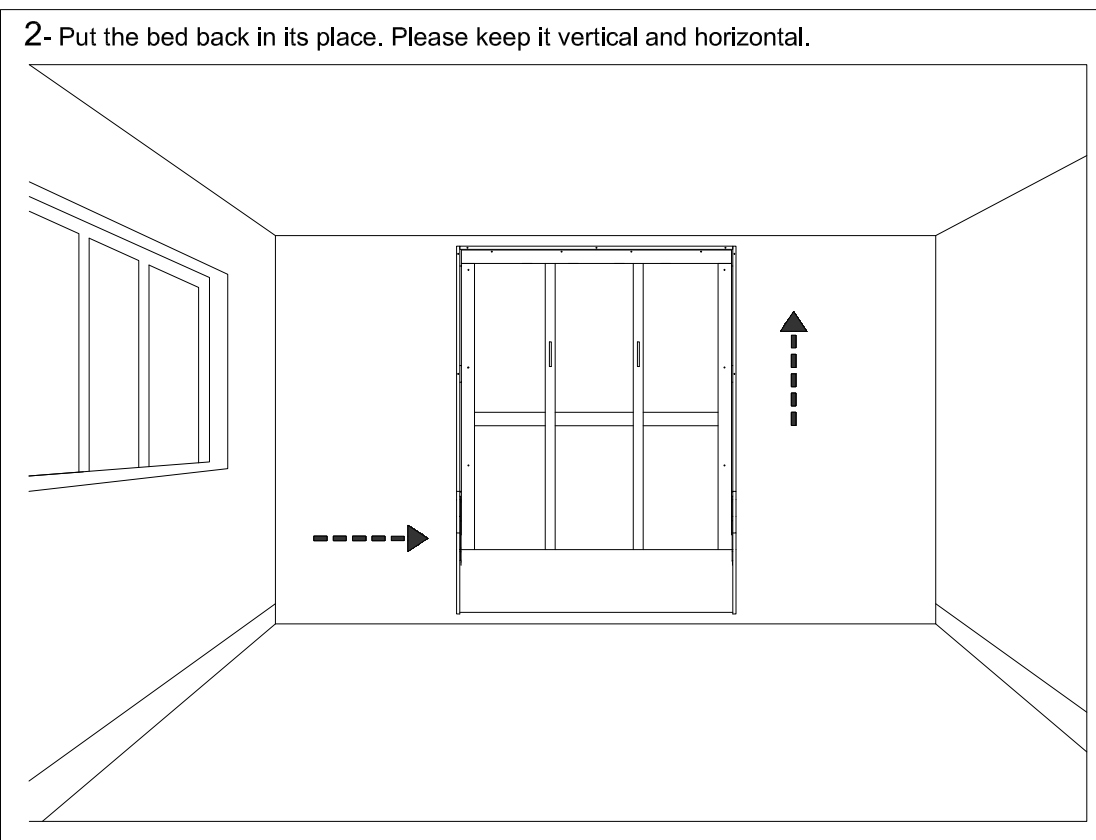 2- Put the bed back in its place. Please keep it vertical and horizontal.